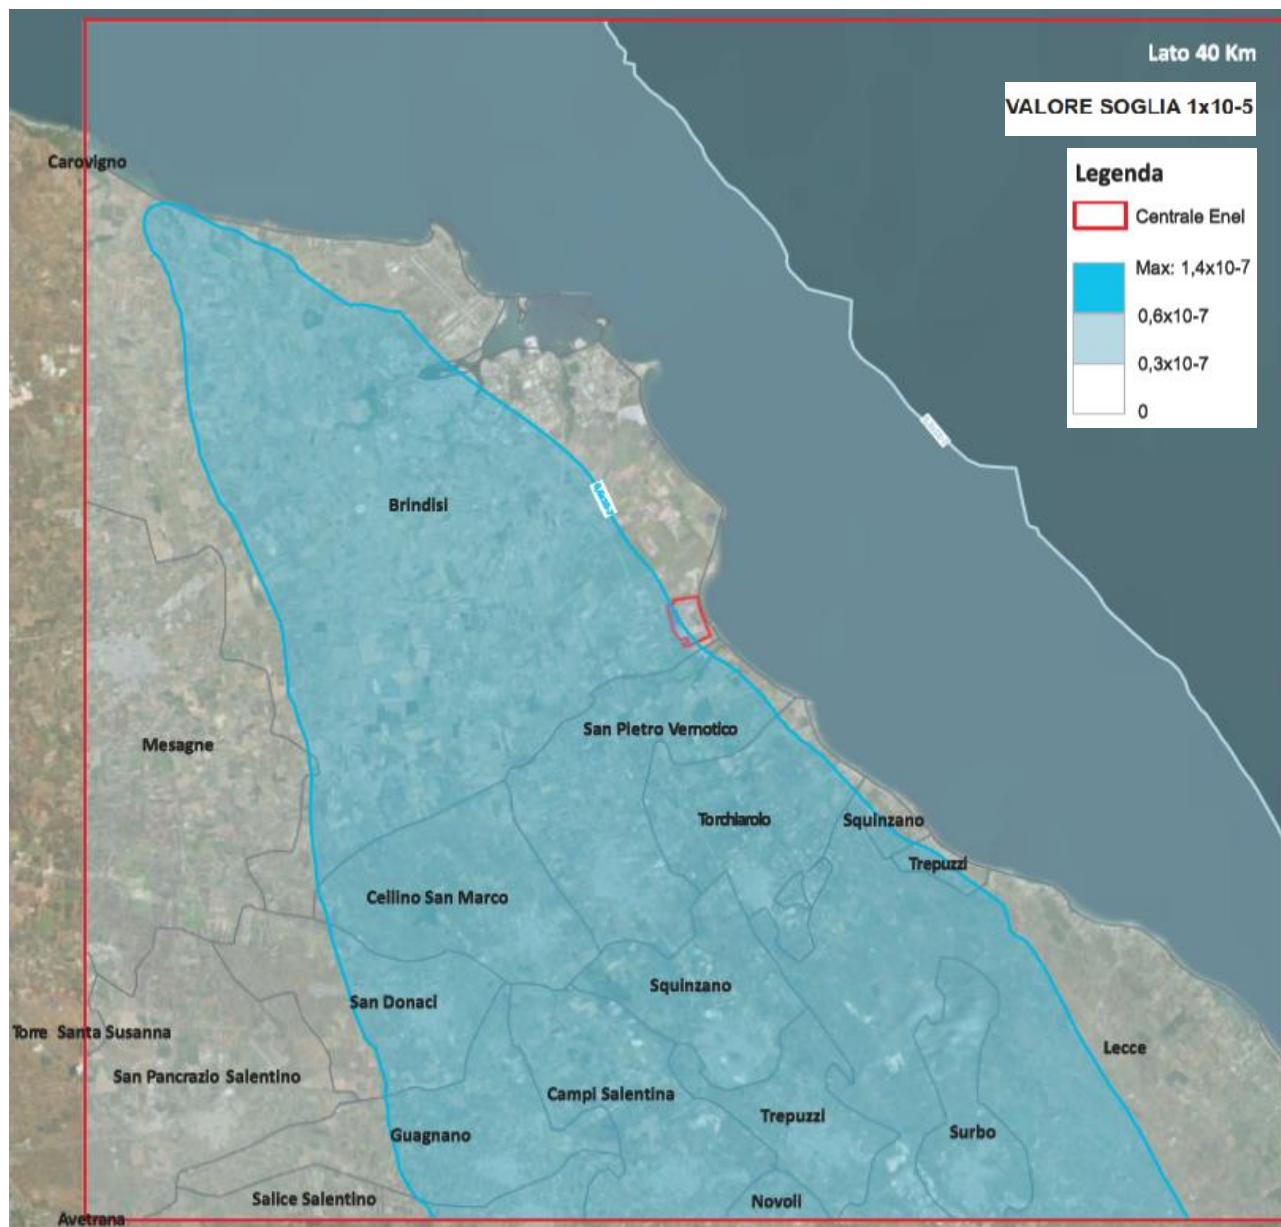 Lato 40 Km
VALORE SOGLIA 1x10-5
Legenda
Centrale Enel
Max: 1,4x10-7
0,6x10-7
0,3x10-7
0
Carovigno
Brindisi
San Pietro Vernotico
Mesagne
Torchiarolo
Squinzano
Trepuzzi
Cellino San Marco
Squinzano
San Donaci
Torre Santa Susanna
Lecce
San Pancrazio Salentino
Campi Salentina
Trepuzzi
Guagnano
Surbo
Salice Salentino
Novoli
Avetrana